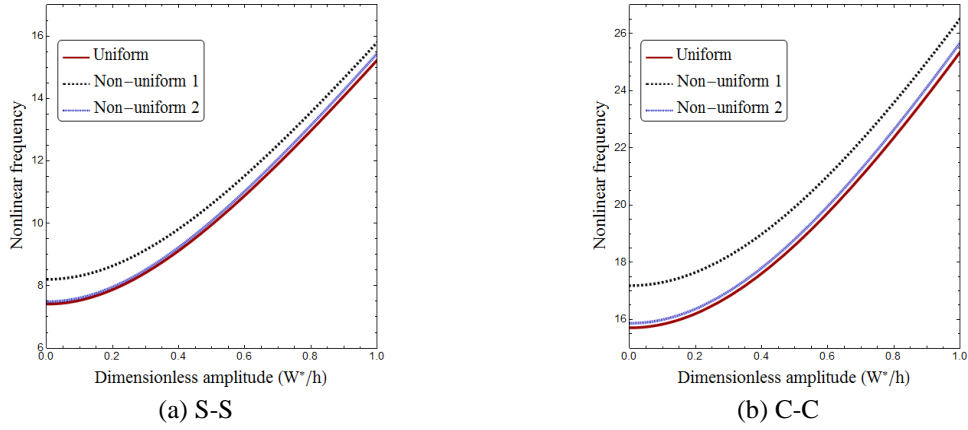 16
14
12
10
8
6
Nonlinear frequency
Uniform
Non-uniform 1
Non-uniform 2
0.0 0.2 0.4 0.6 0.8 1.0
Dimensionless amplitude (W*/h)
(a) S-S
26
24
22
20
18
16
Nonlinear frequency
Uniform
Non-uniform 1
Non-uniform 2
0.0 0.2 0.4 0.6 0.8 1.0
Dimensionless amplitude (W*/h)
(b) C-C